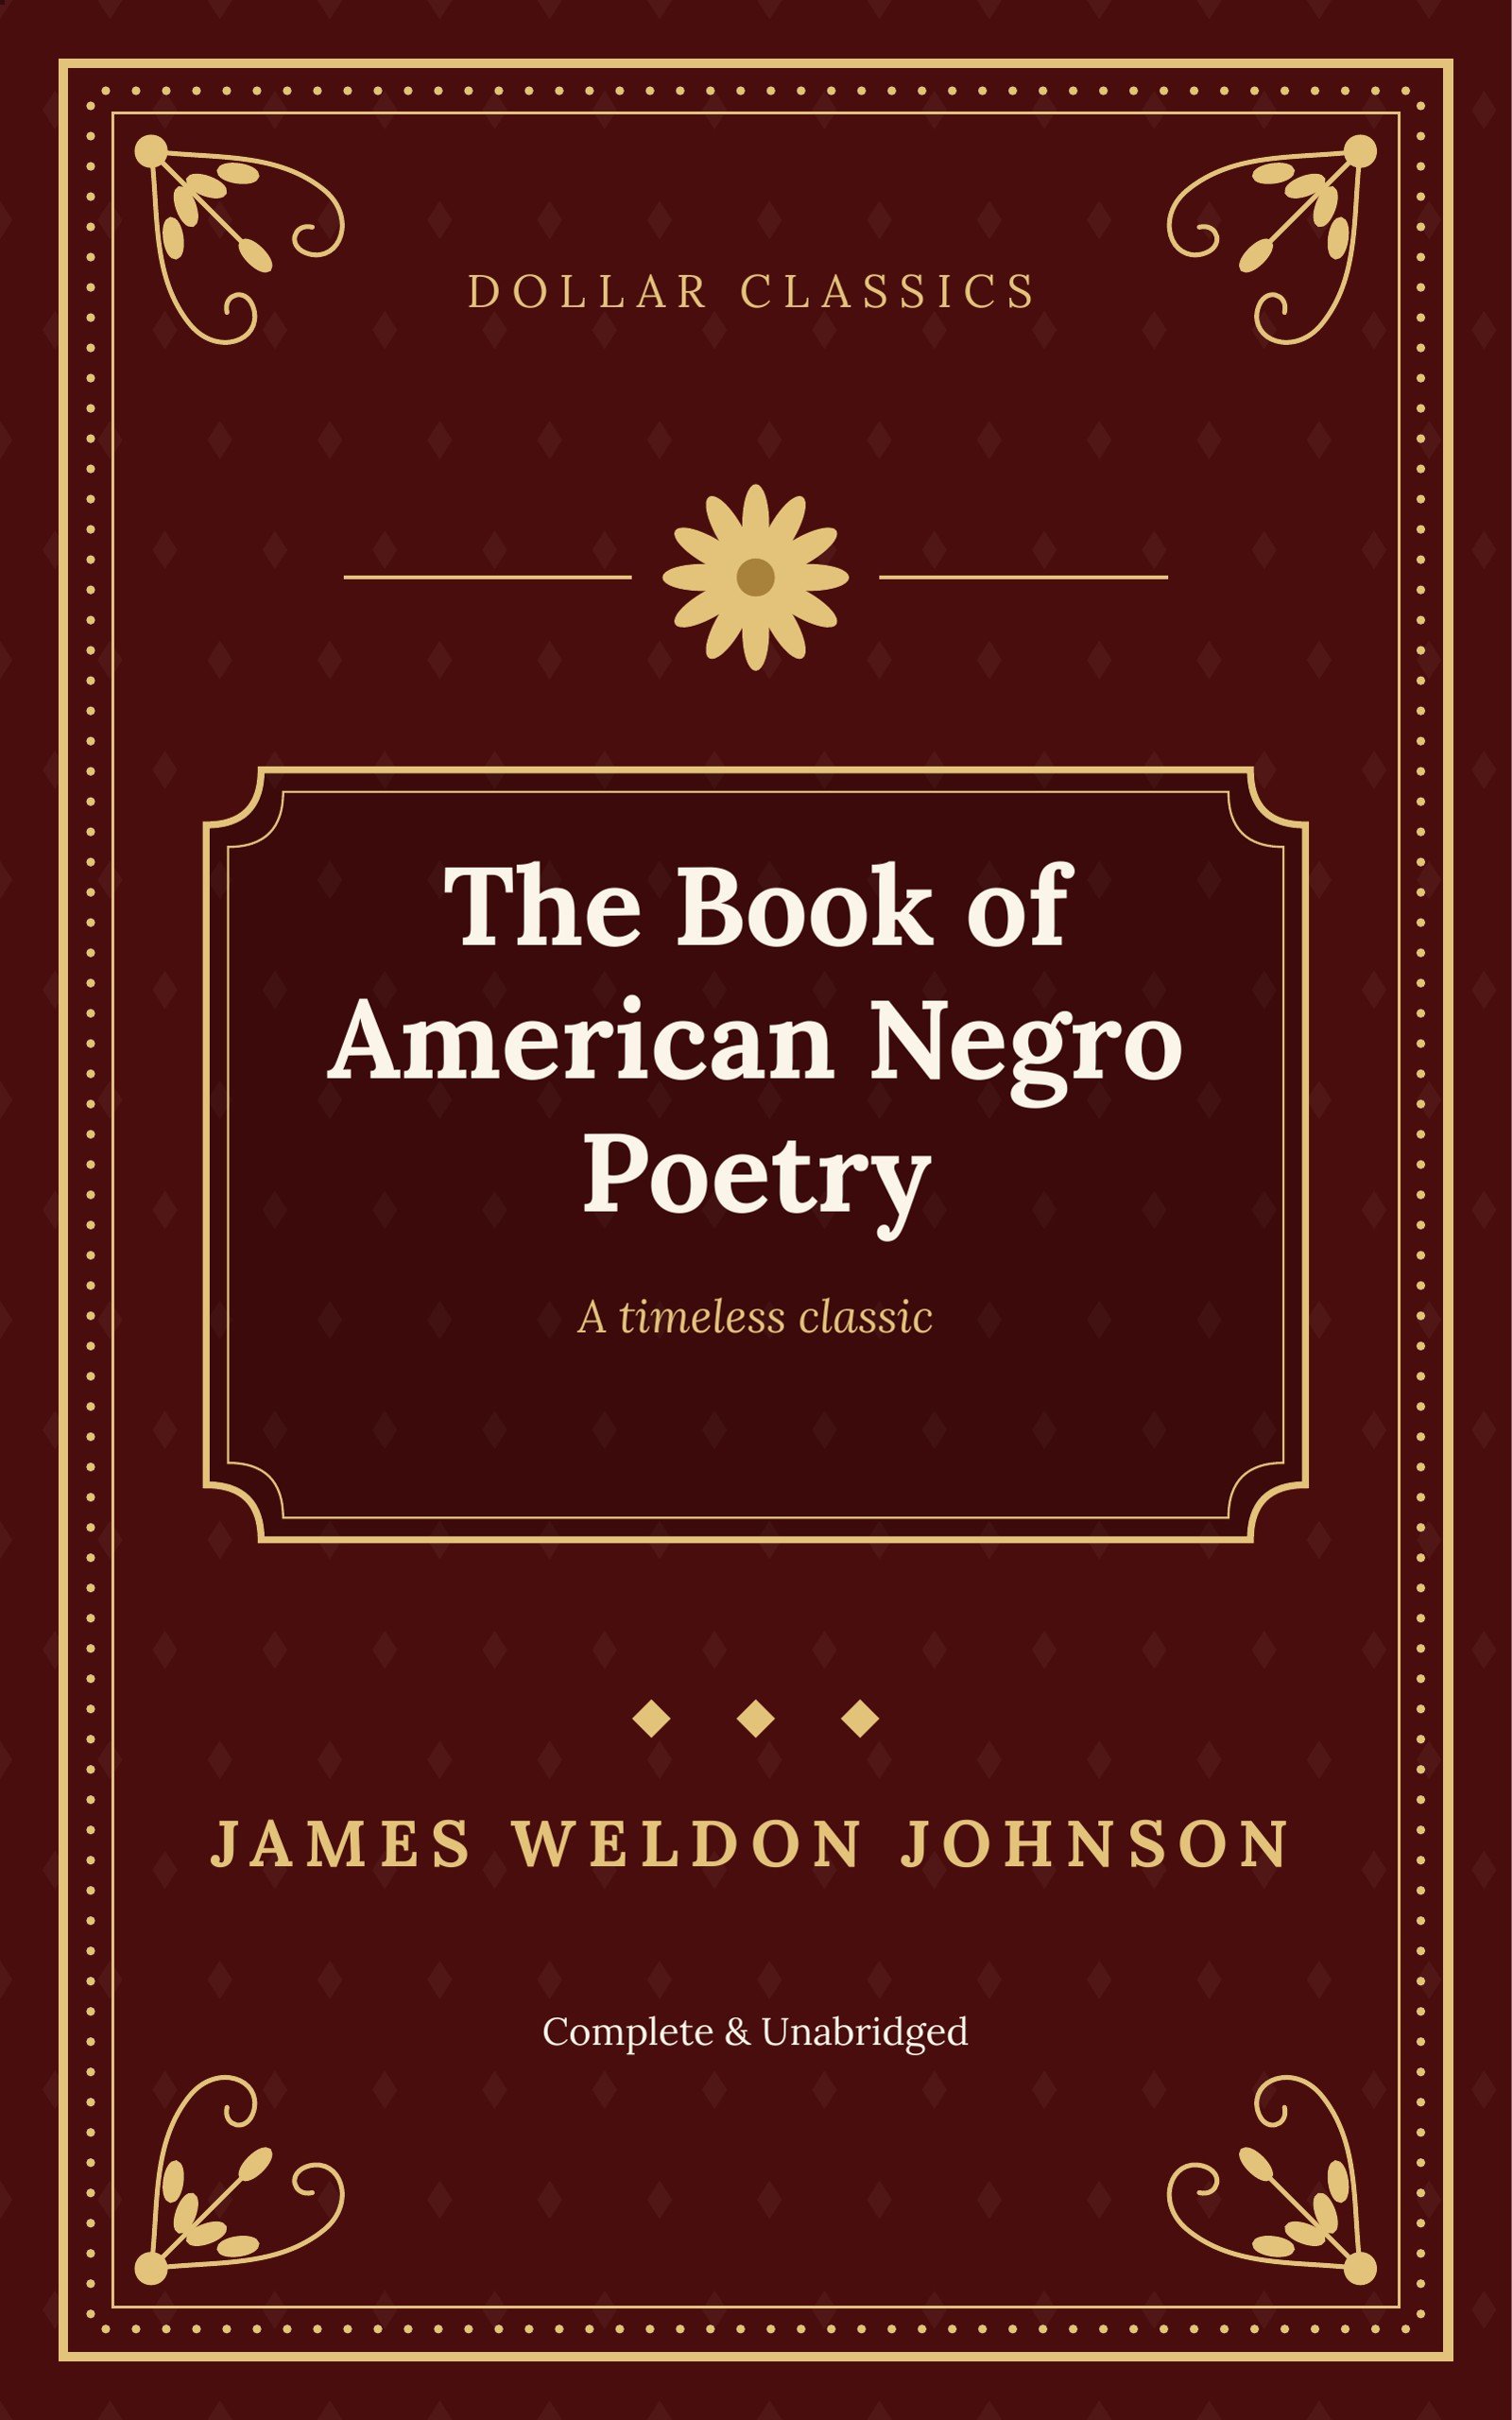 DOLLAR CLASSICS
The Book of
American Negro
Poetry
A timeless classic
JAMES WELDON JOHNSON
Complete & Unabridged